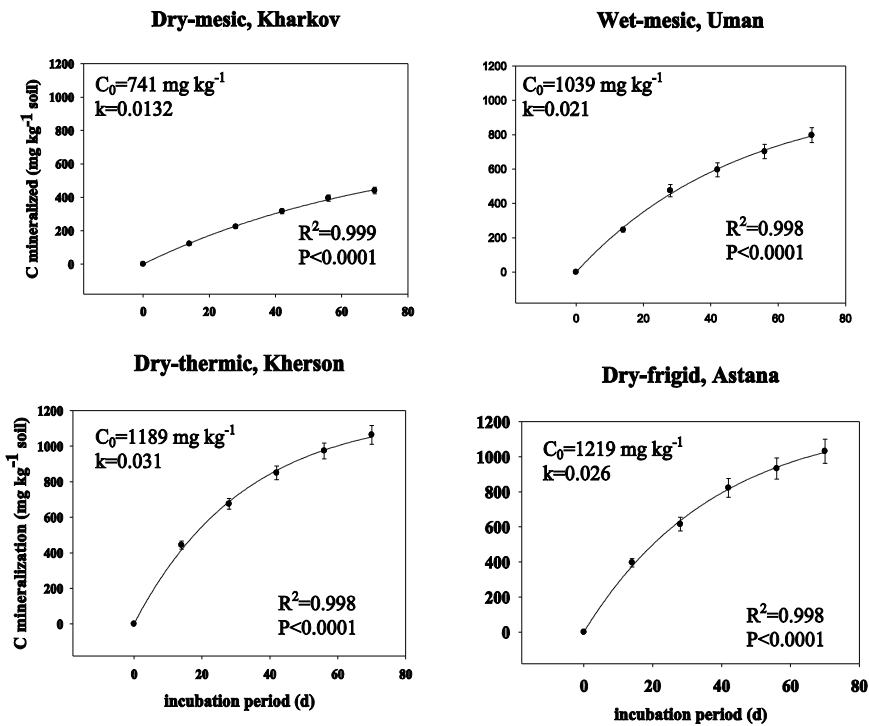 Dry-mesic, Kharkov
C mineralized (mg kg⁻¹ soil)
1200
1000
800
600
400
200
0
C₀=741 mg kg⁻¹
k=0.0132
R²=0.999
P<0.0001
0 20 40 60 80
Wet-mesic, Uman
1200
1000
800
600
400
200
0
C₀=1039 mg kg⁻¹
k=0.021
R²=0.998
P<0.0001
0 20 40 60 80
Dry-thermic, Kherson
C mineralization (mg kg⁻¹ soil)
1200
1000
800
600
400
200
0
C₀=1189 mg kg⁻¹
k=0.031
R²=0.998
P<0.0001
0 20 40 60 80
incubation period (d)
Dry-frigid, Astana
1200
1000
800
600
400
200
0
C₀=1219 mg kg⁻¹
k=0.026
R²=0.998
P<0.0001
0 20 40 60 80
incubation period (d)